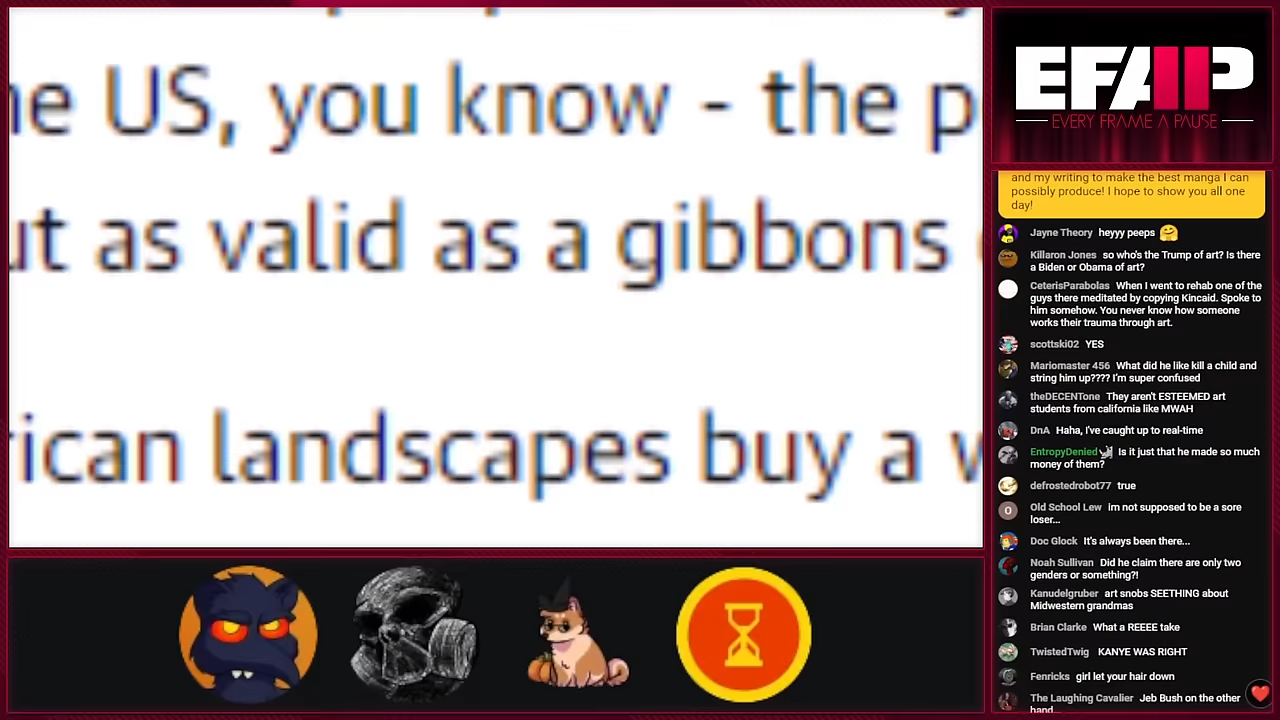 he US, you know - the p
ut as valid as a gibbons
rican landscapes buy a w
EFAP
EVERY FRAME A PAUSE
and my writing to make the best manga I can
possibly produce! I hope to show you all one
day!
Jayne Theory heyyy peeps 🤗
Killaron Jones so who's the Trump of art? Is there
a Biden or Obama of art?
CeterisParabolas When I went to rehab one of the
guys there meditated by copying Kincaid. Spoke to
him somehow. You never know how someone
works their trauma through art.
scottski02 YES
Mariomaster 456 What did he like kill a child and
string him up???? I'm super confused
theDECENTone They aren't ESTEEMED art
students from california like MWAH
DnA Haha, I've caught up to real-time
EntropyDenied Is it just that he made so much
money of them?
defrostedrobot77 true
O Old School Lew im not supposed to be a sore
loser...
Doc Glock It's always been there...
Noah Sullivan Did he claim there are only two
genders or something?!
Kanudelgruber art snobs SEETHING about
Midwestern grandmas
Brian Clarke What a REEEE take
TwistedTwig KANYE WAS RIGHT
Fenricks girl let your hair down
The Laughing Cavalier Jeb Bush on the other
hand...